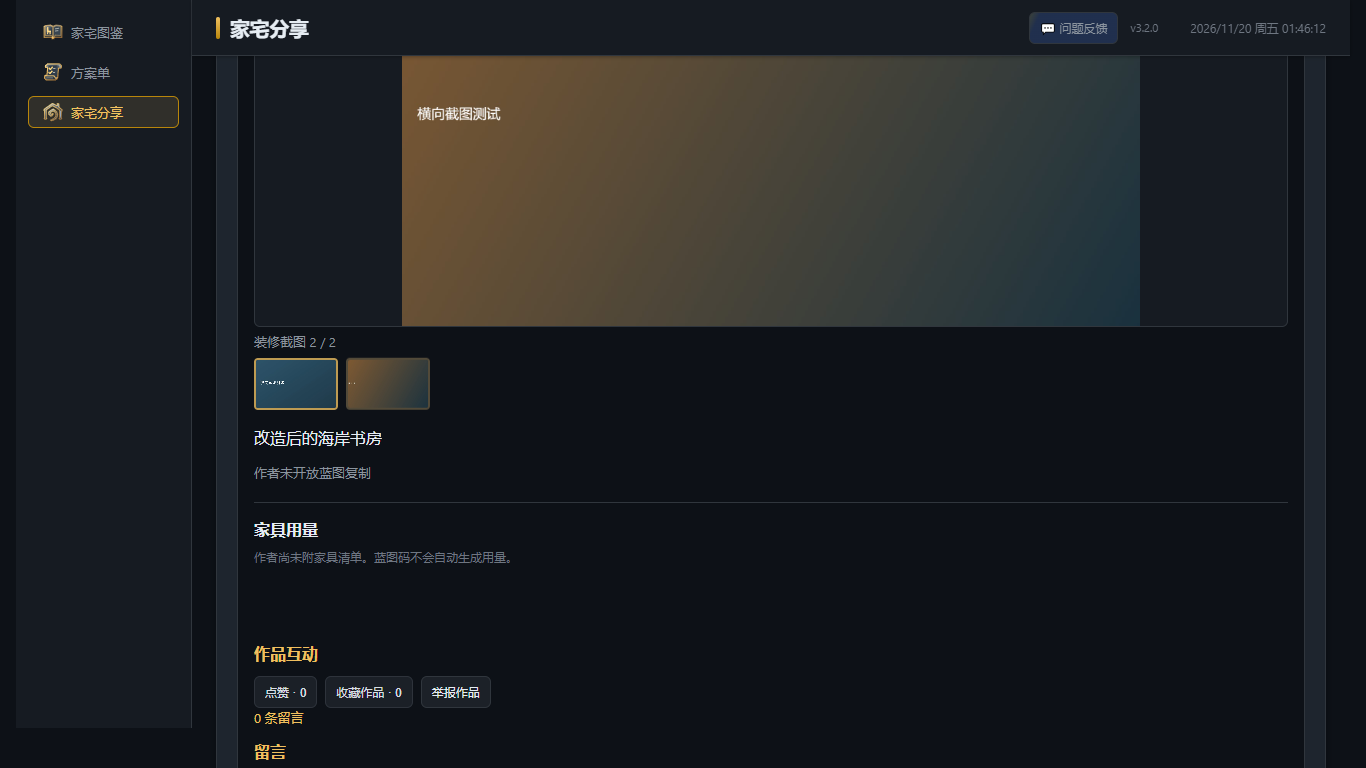 家宅图鉴
方案单
家宅分享
家宅分享
问题反馈
v3.2.0
2026/11/20 周五 01:46:12
横向截图测试
装修截图 2 / 2
改造后的海岸书房
作者未开放蓝图复制
家具用量
作者尚未附家具清单。蓝图码不会自动生成用量。
作品互动
点赞 · 0
收藏作品 · 0
举报作品
0 条留言
留言